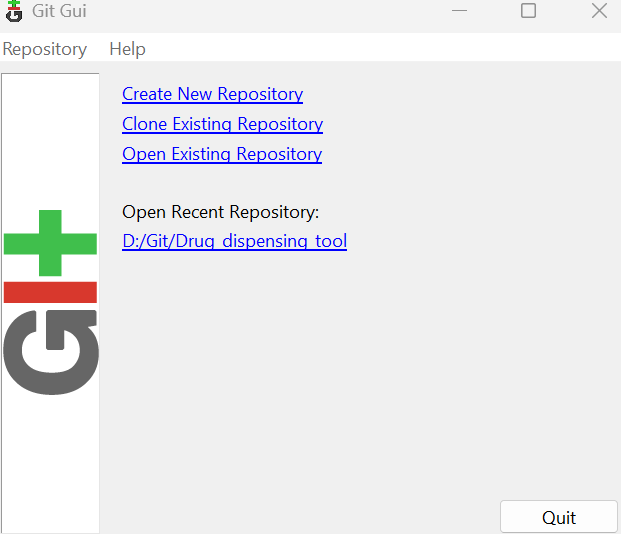 Git Gui
Repository Help
Create New Repository
Clone Existing Repository
Open Existing Repository
Open Recent Repository:
D:/Git/Drug_dispensing_tool
GIt
Quit